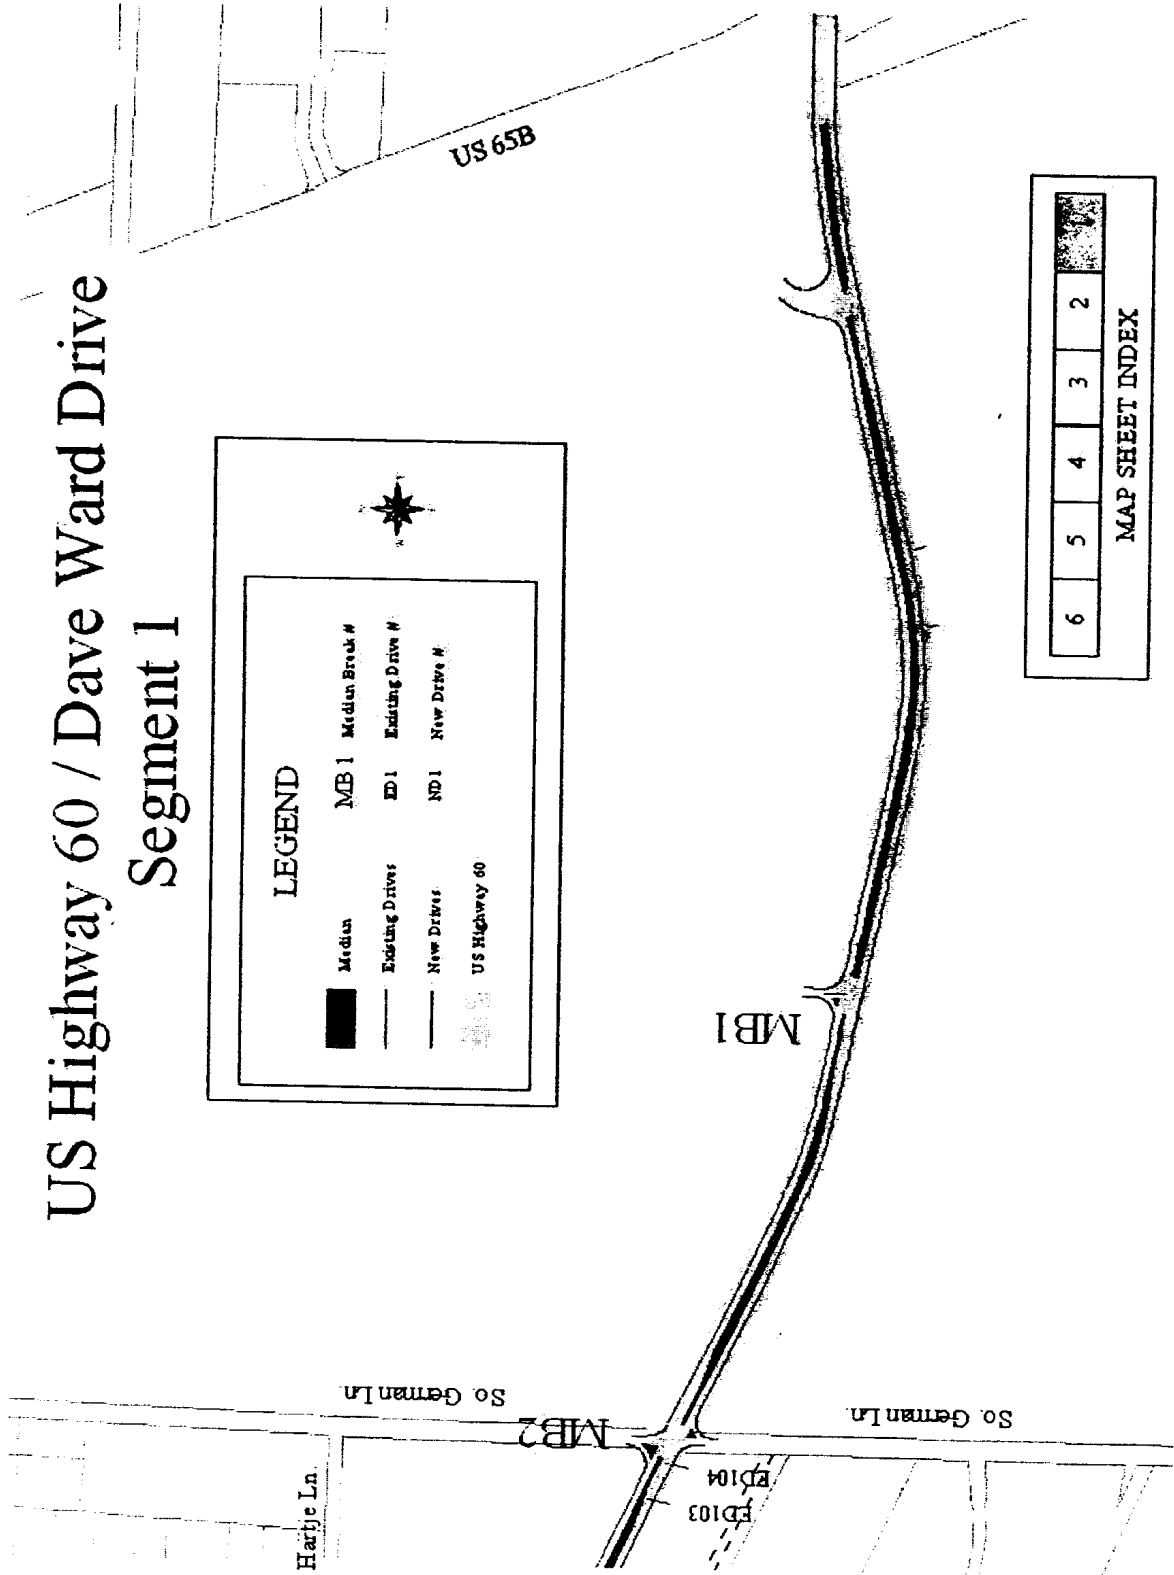 US Highway 60 / Dave Ward Drive
Segment 1
LEGEND
Median
MB 1 Median Break #
Existing Drives
ED1 Existing Drive #
New Drives
ND1 New Drive #
US Highway 60
W
US 65B
MB1
MB2
So. German Ln.
So. German Ln.
Hartje Ln.
ED104
ED103
6 5 4 3 2 1
MAP SHEET INDEX